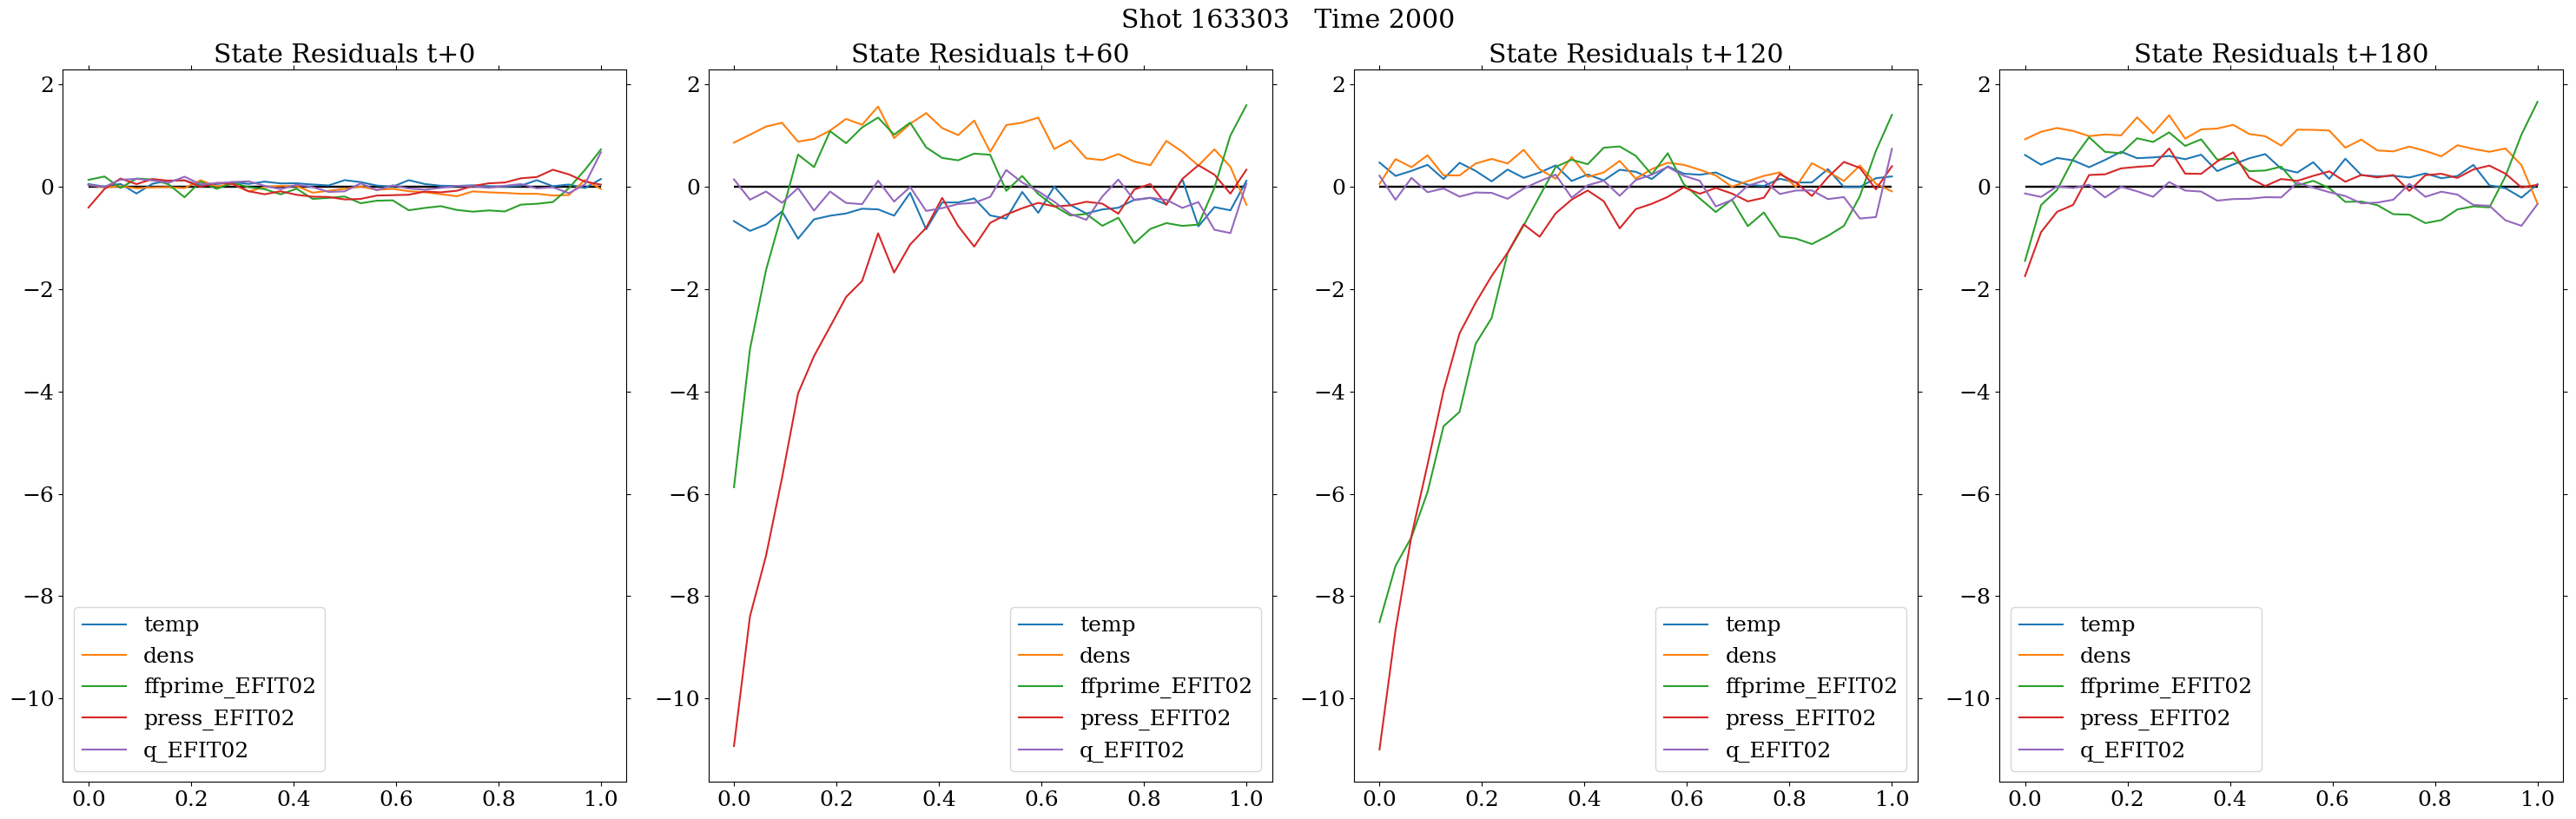 Shot 163303   Time 2000
State Residuals t+0
2
0
−2
−4
−6
−8
−10
0.0 0.2 0.4 0.6 0.8 1.0
temp
dens
ffprime_EFIT02
press_EFIT02
q_EFIT02
State Residuals t+60
2
0
−2
−4
−6
−8
−10
0.0 0.2 0.4 0.6 0.8 1.0
temp
dens
ffprime_EFIT02
press_EFIT02
q_EFIT02
State Residuals t+120
2
0
−2
−4
−6
−8
−10
0.0 0.2 0.4 0.6 0.8 1.0
temp
dens
ffprime_EFIT02
press_EFIT02
q_EFIT02
State Residuals t+180
2
0
−2
−4
−6
−8
−10
0.0 0.2 0.4 0.6 0.8 1.0
temp
dens
ffprime_EFIT02
press_EFIT02
q_EFIT02